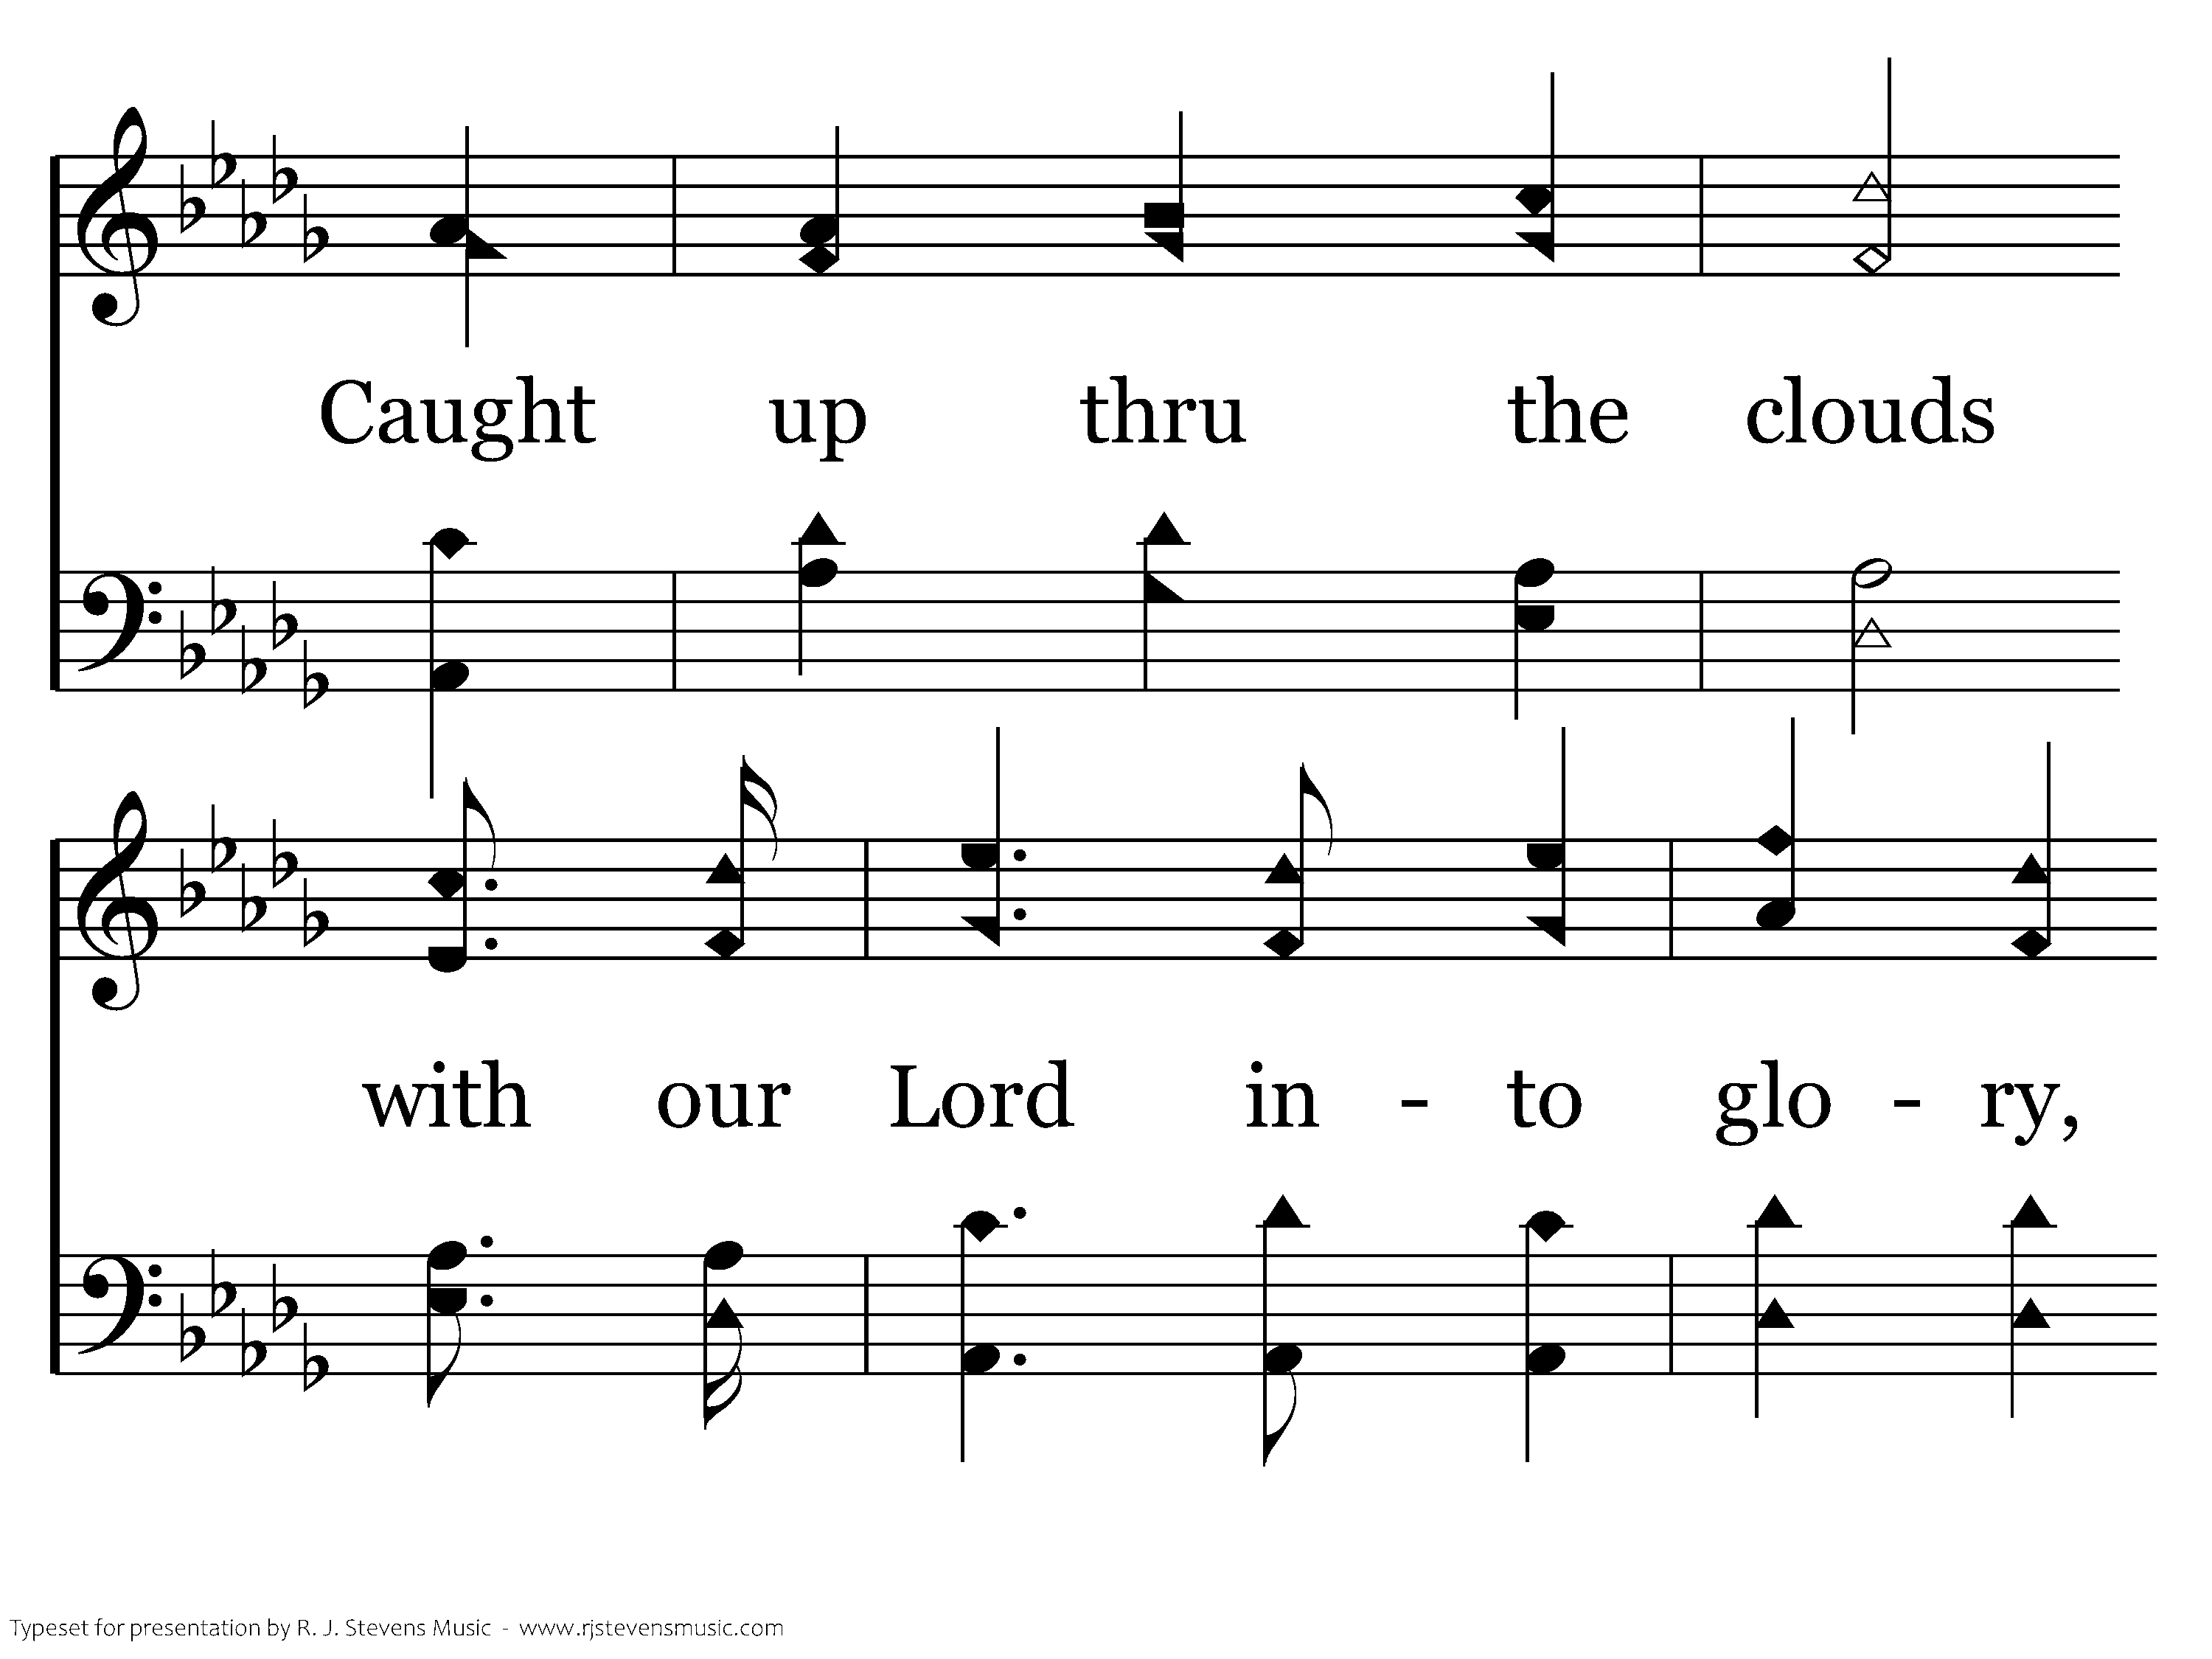 Caught up thru the clouds
with our Lord in - to glo - ry,
Typeset for presentation by R. J. Stevens Music - www.rjstevensmusic.com